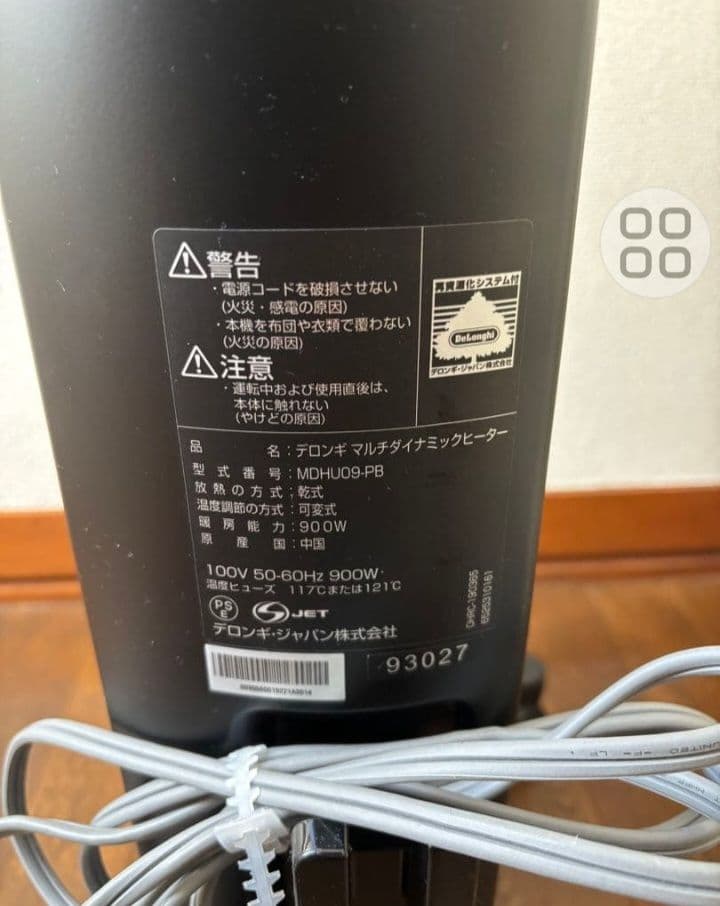 警告
・電源コードを破損させない
(火災・感電の原因)
・本機を布団や衣類で覆わない
(火災の原因)
注意
・運転中および使用直後は、
本体に触れない
(やけどの原因)
異臭識化システム付
DeLonghi
デロンギ・ジャパン株式会社
品名:デロンギ マルチダイナミックヒーター
型式番号:MDHU09-PB
放熱の方式:乾式
温度調節の方式:可変式
暖房能力:900W
原産国:中国
100V 50-60Hz 900W
温度ヒューズ 117℃または121℃
PS
E
JET
デロンギ・ジャパン株式会社
93027
DHRC-190365
6525310161